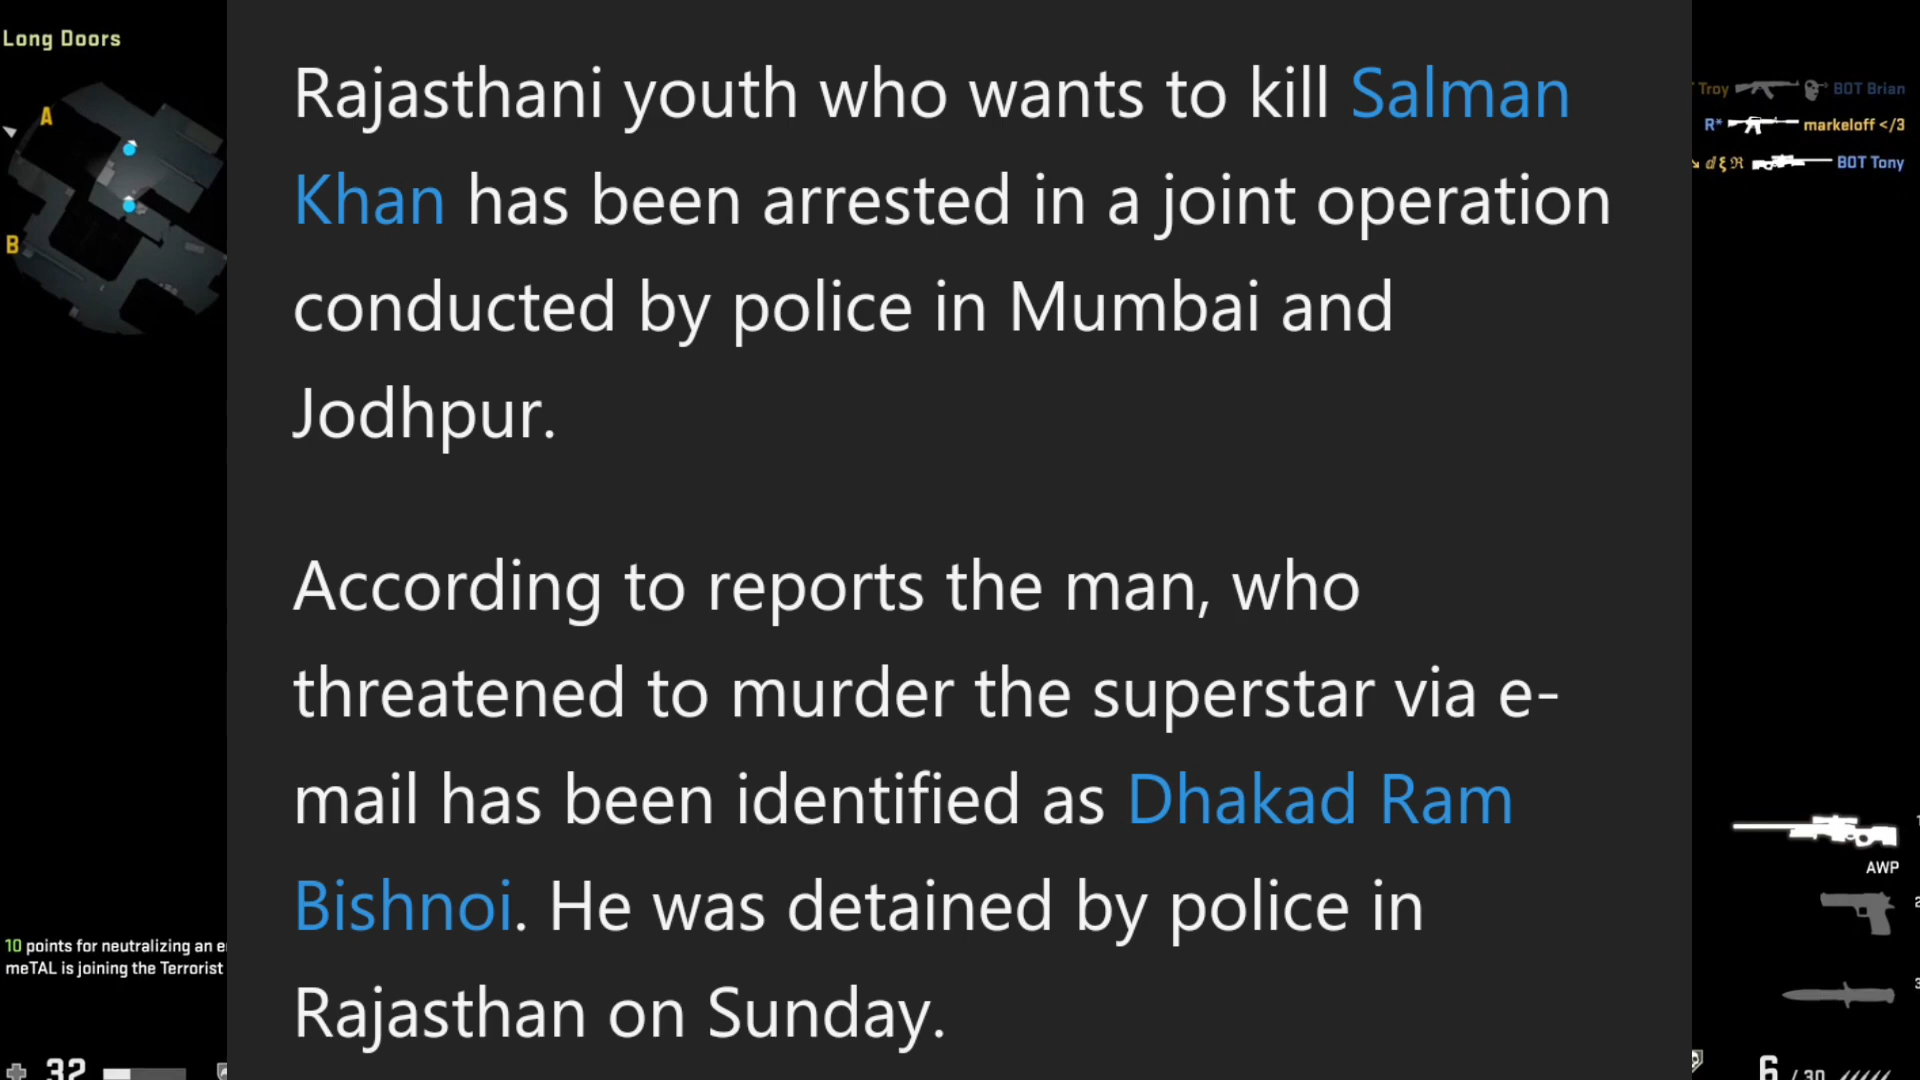 Long Doors
A
B
Troy BOT Brian
R* markeloff </3
BOT Tony
Rajasthani youth who wants to kill Salman
Khan has been arrested in a joint operation
conducted by police in Mumbai and
Jodhpur.
According to reports the man, who
threatened to murder the superstar via e-
mail has been identified as Dhakad Ram
Bishnoi. He was detained by police in
Rajasthan on Sunday.
AWP
10 points for neutralizing an
meTAL is joining the Terrorist
32
6 / 30